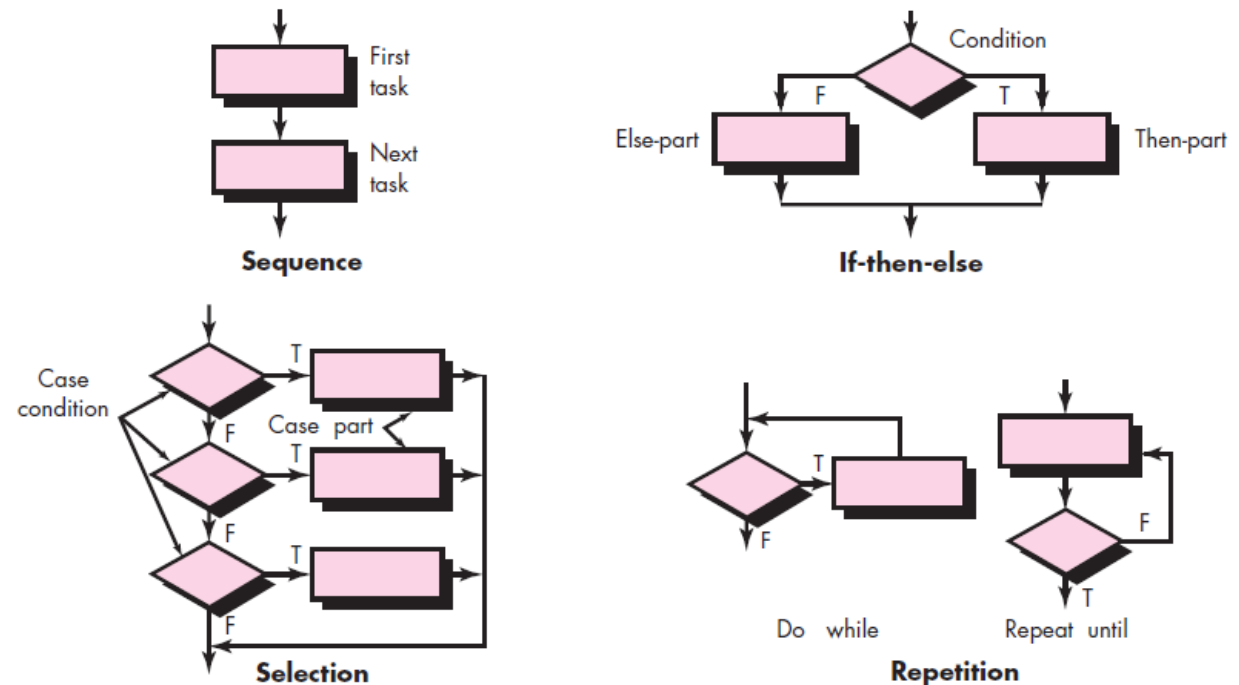 First
task
Next
task
Sequence
Condition
F
T
Else-part
Then-part
If-then-else
Case
condition
T
F
Case part
T
F
T
F
Selection
T
F
F
T
Do while
Repeat until
Repetition